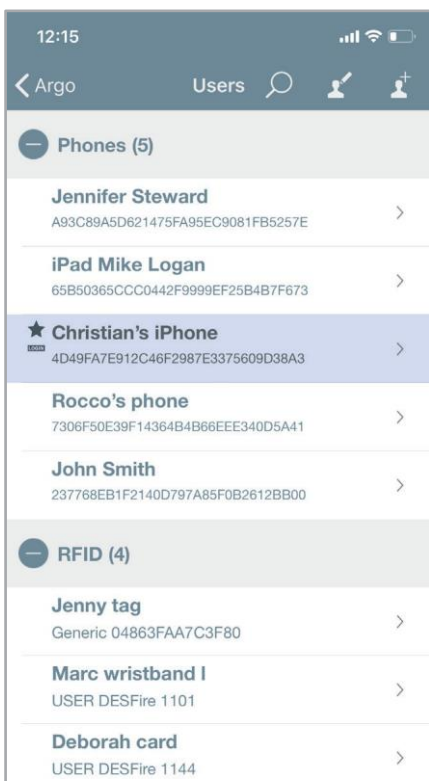 12:15
Argo
Users
Phones (5)
Jennifer Steward
A93C89A5D621475FA95EC9081FB5257E
iPad Mike Logan
65B50365CCC0442F9999EF25B4B7F673
Christian's iPhone
LOGIN
4D49FA7E912C46F2987E3375609D38A3
Rocco's phone
7306F50E39F14364B4B66EEE340D5A41
John Smith
237768EB1F2140D797A85F0B2612BB00
RFID (4)
Jenny tag
Generic 04863FAA7C3F80
Marc wristband I
USER DESFire 1101
Deborah card
USER DESFire 1144